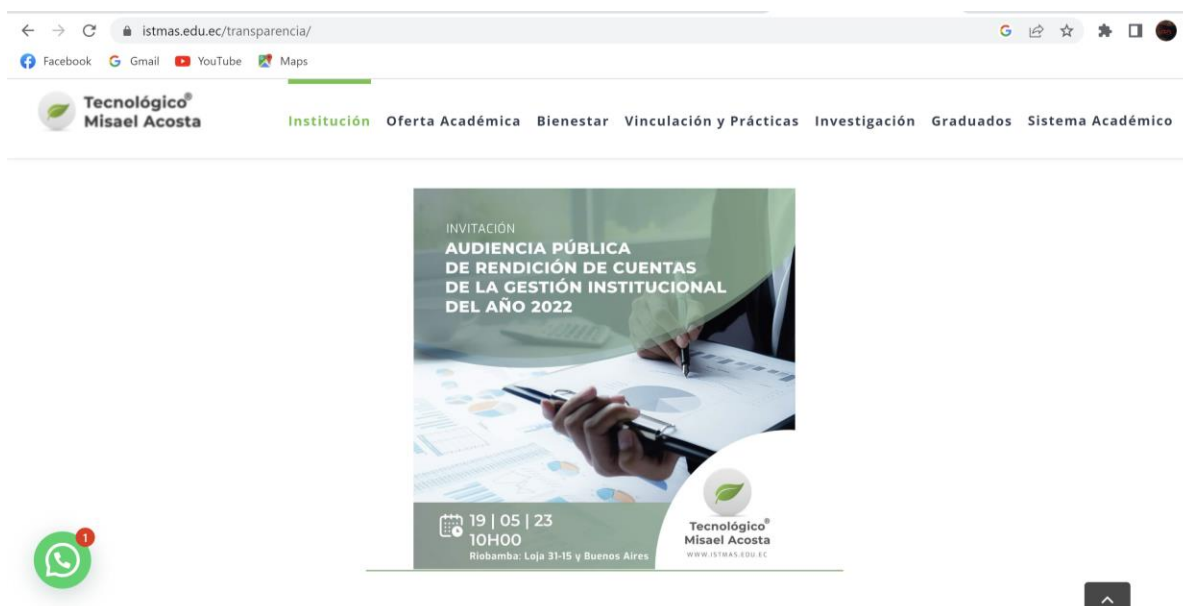 istmas.edu.ec/transparencia/
Facebook Gmail YouTube Maps
Tecnológico®
Misael Acosta
Institución Oferta Académica Bienestar Vinculación y Prácticas Investigación Graduados Sistema Académico
INVITACIÓN
AUDIENCIA PÚBLICA
DE RENDICIÓN DE CUENTAS
DE LA GESTIÓN INSTITUCIONAL
DEL AÑO 2022
19 | 05 | 23
10H00
Riobamba: Loja 31-15 y Buenos Aires
Tecnológico®
Misael Acosta
WWW.ISTMAS.EDU.EC
1